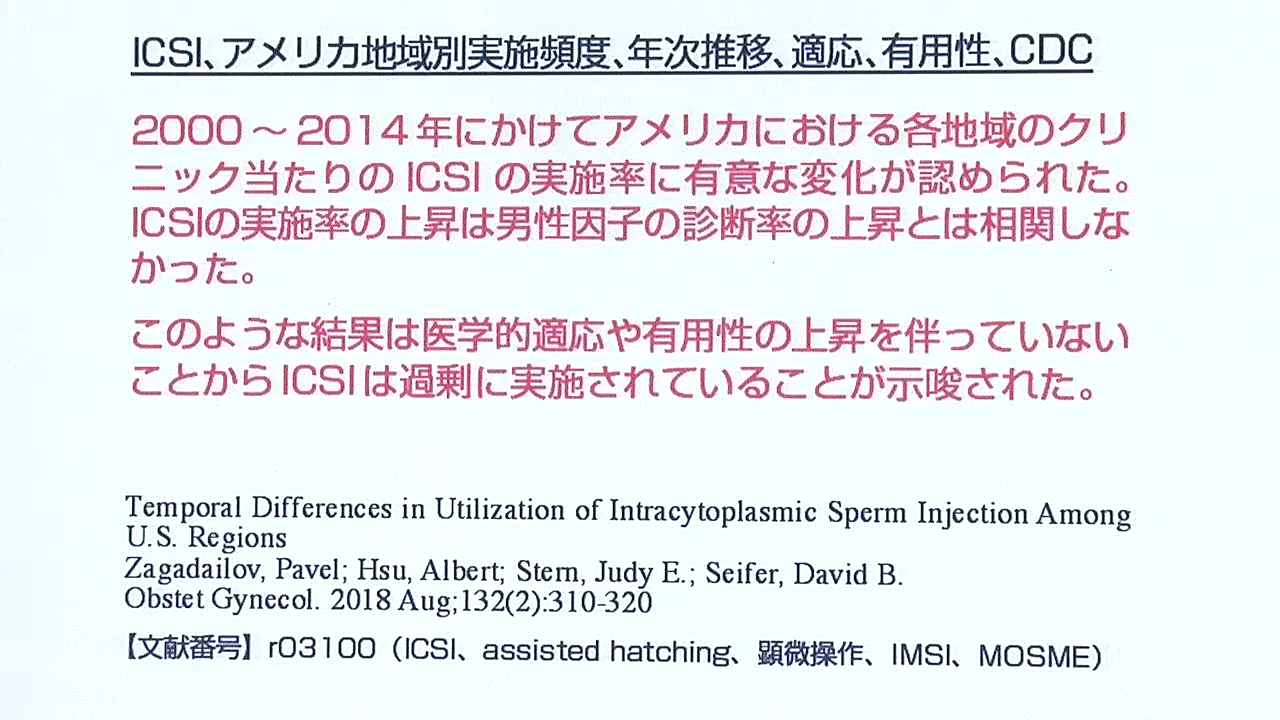 ICSI、アメリカ地域別実施頻度、年次推移、適応、有用性、CDC
2000〜2014年にかけてアメリカにおける各地域のクリ
ニック当たりのICSIの実施率に有意な変化が認められた。
ICSIの実施率の上昇は男性因子の診断率の上昇とは相関しな
かった。
このような結果は医学的適応や有用性の上昇を伴っていない
ことからICSIは過剰に実施されていることが示唆された。
Temporal Differences in Utilization of Intracytoplasmic Sperm Injection Among
U.S. Regions
Zagadailov, Pavel; Hsu, Albert; Stern, Judy E.; Seifer, David B.
Obstet Gynecol. 2018 Aug;132(2):310-320
【文献番号】r03100（ICSI、assisted hatching、顕微操作、IMSI、MOSME）